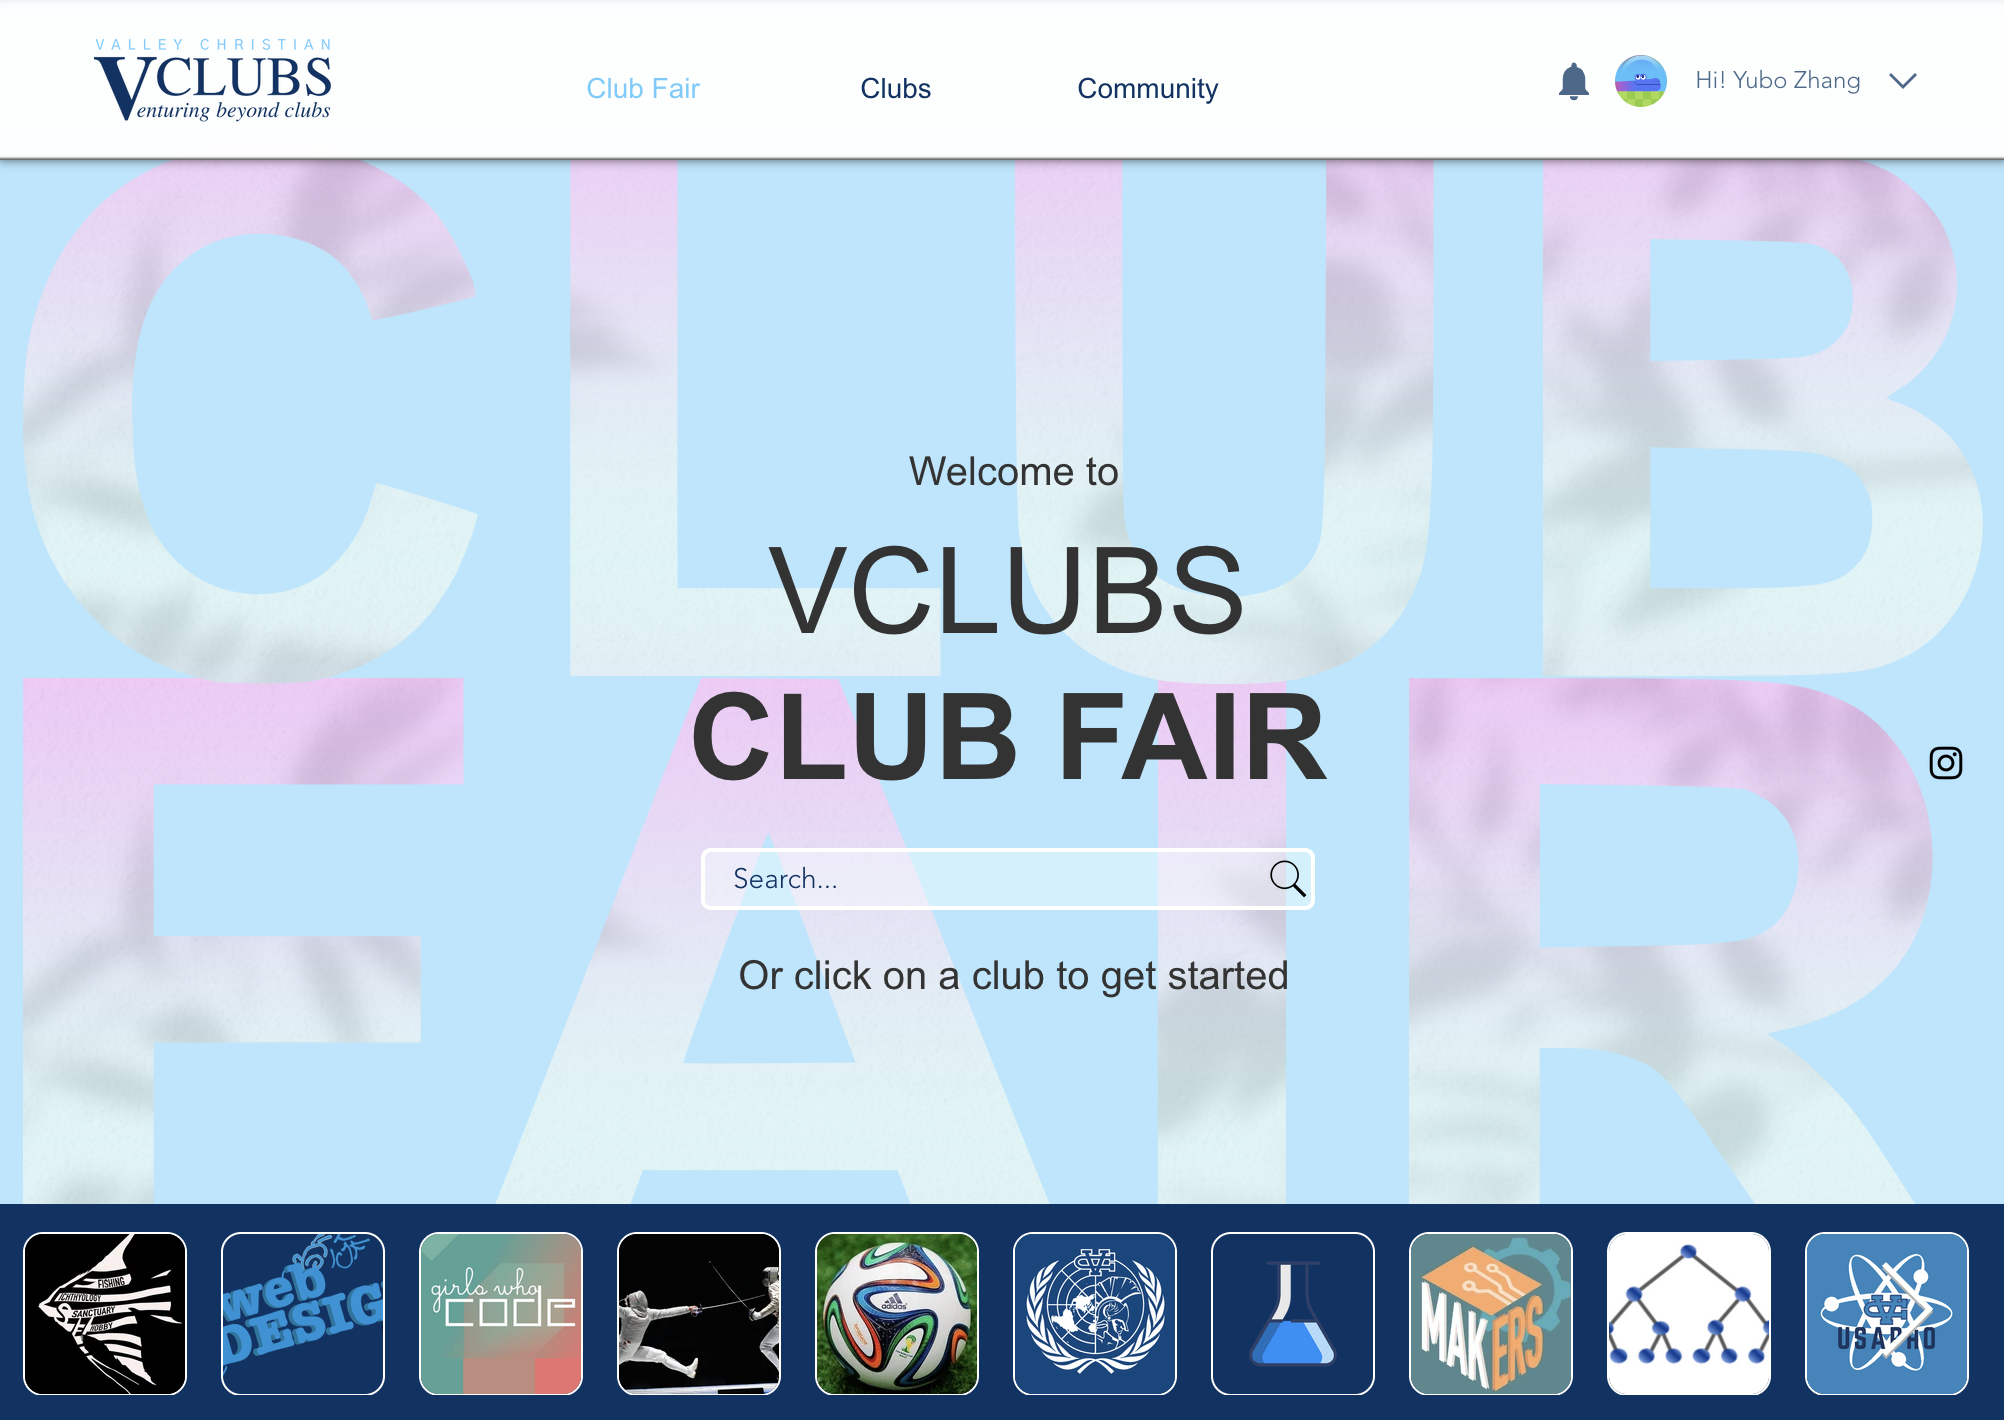 VALLEY CHRISTIAN
VCLUBS
enturing beyond clubs
Club Fair
Clubs
Community
Hi! Yubo Zhang
CLUB
FAIR
Welcome to
VCLUBS
CLUB FAIR
Search...
Or click on a club to get started
FISHING
ICHTHYOLOGY
SANCTUARY
HOBBY
web
DESIG
girls who
code
adidas
MAKERS
USAPHO